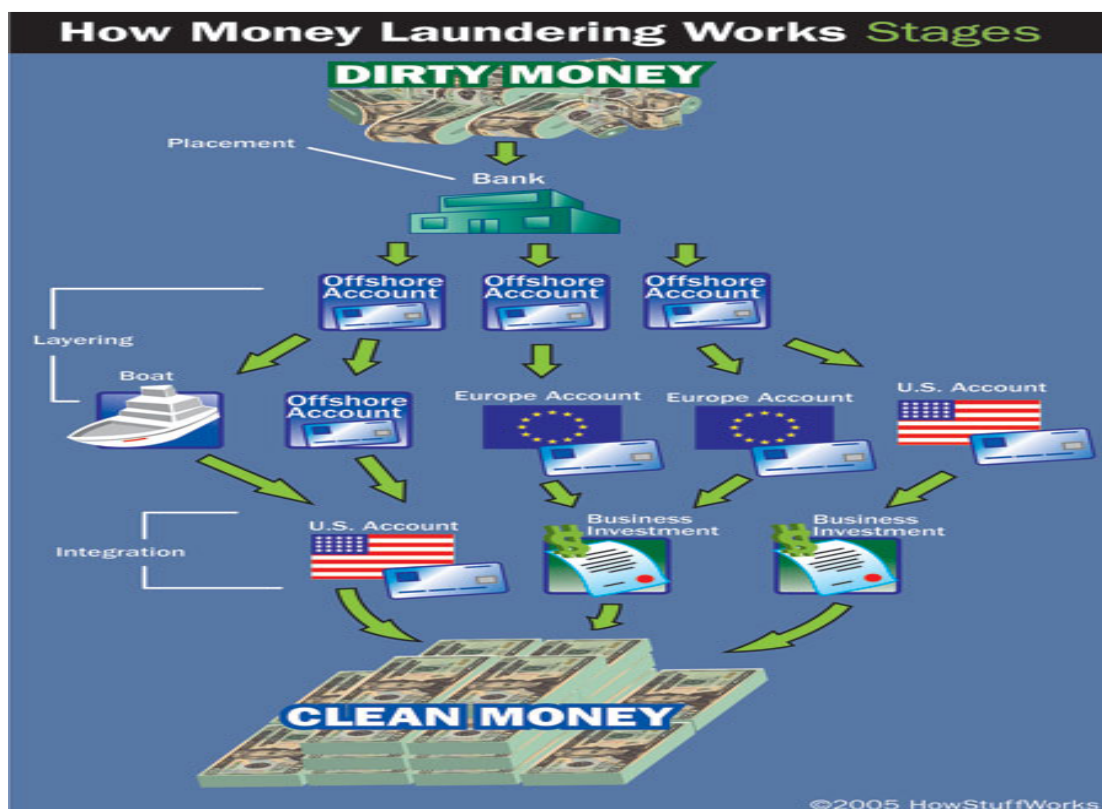 How Money Laundering Works Stages
DIRTY MONEY
Placement
Bank
Offshore
Account
Offshore
Account
Offshore
Account
Layering
Boat
Offshore
Account
Europe Account
Europe Account
U.S. Account
Integration
U.S. Account
Business
Investment
Business
Investment
CLEAN MONEY
©2005 HowStuffWorks